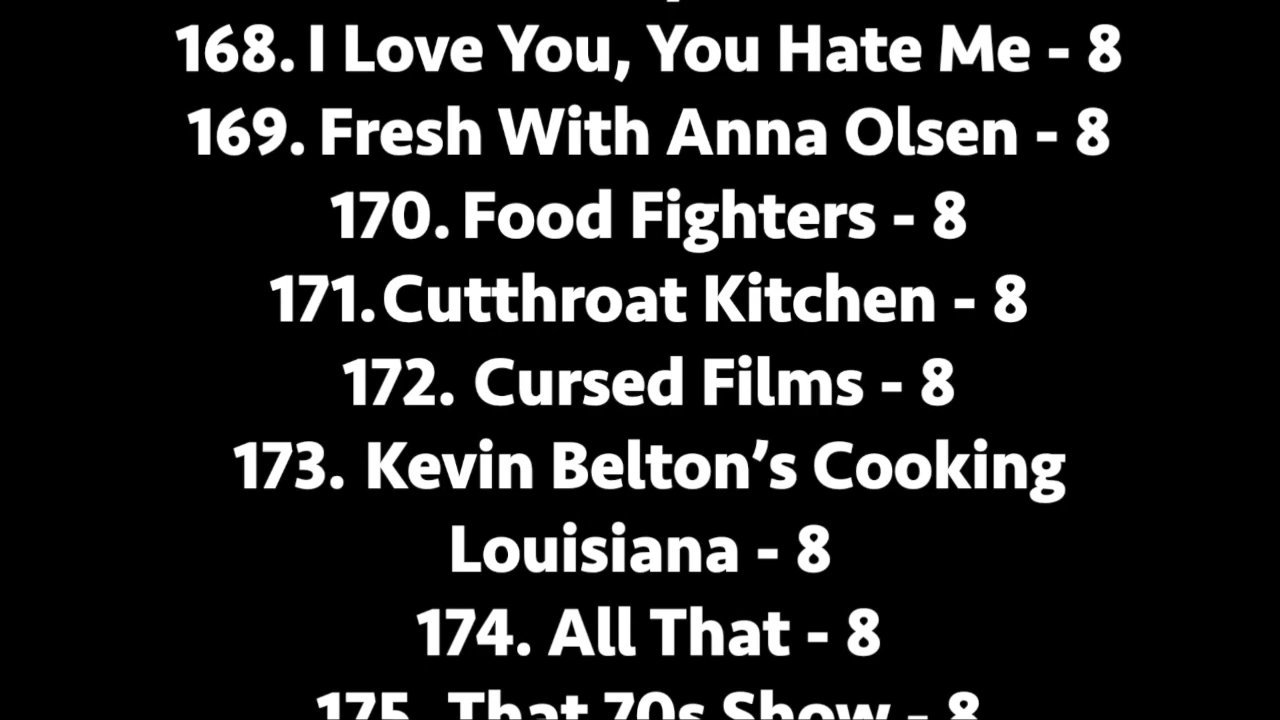 168. I Love You, You Hate Me - 8
169. Fresh With Anna Olsen - 8
170. Food Fighters - 8
171. Cutthroat Kitchen - 8
172. Cursed Films - 8
173. Kevin Belton’s Cooking
Louisiana - 8
174. All That - 8
175. That 70s Show - 8